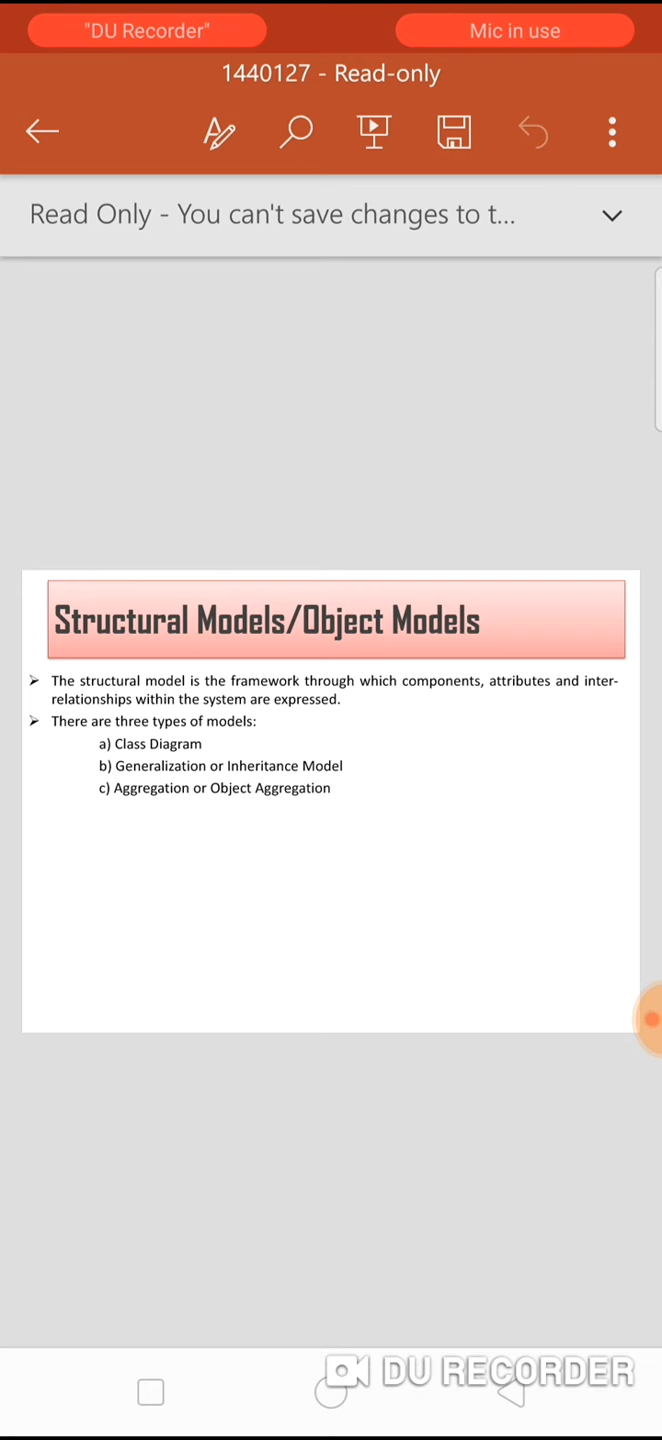 "DU Recorder"
Mic in use
1440127 - Read-only
Read Only - You can't save changes to t...
Structural Models/Object Models
➢ The structural model is the framework through which components, attributes and inter-
relationships within the system are expressed.
➢ There are three types of models:
a) Class Diagram
b) Generalization or Inheritance Model
c) Aggregation or Object Aggregation
DU RECORDER